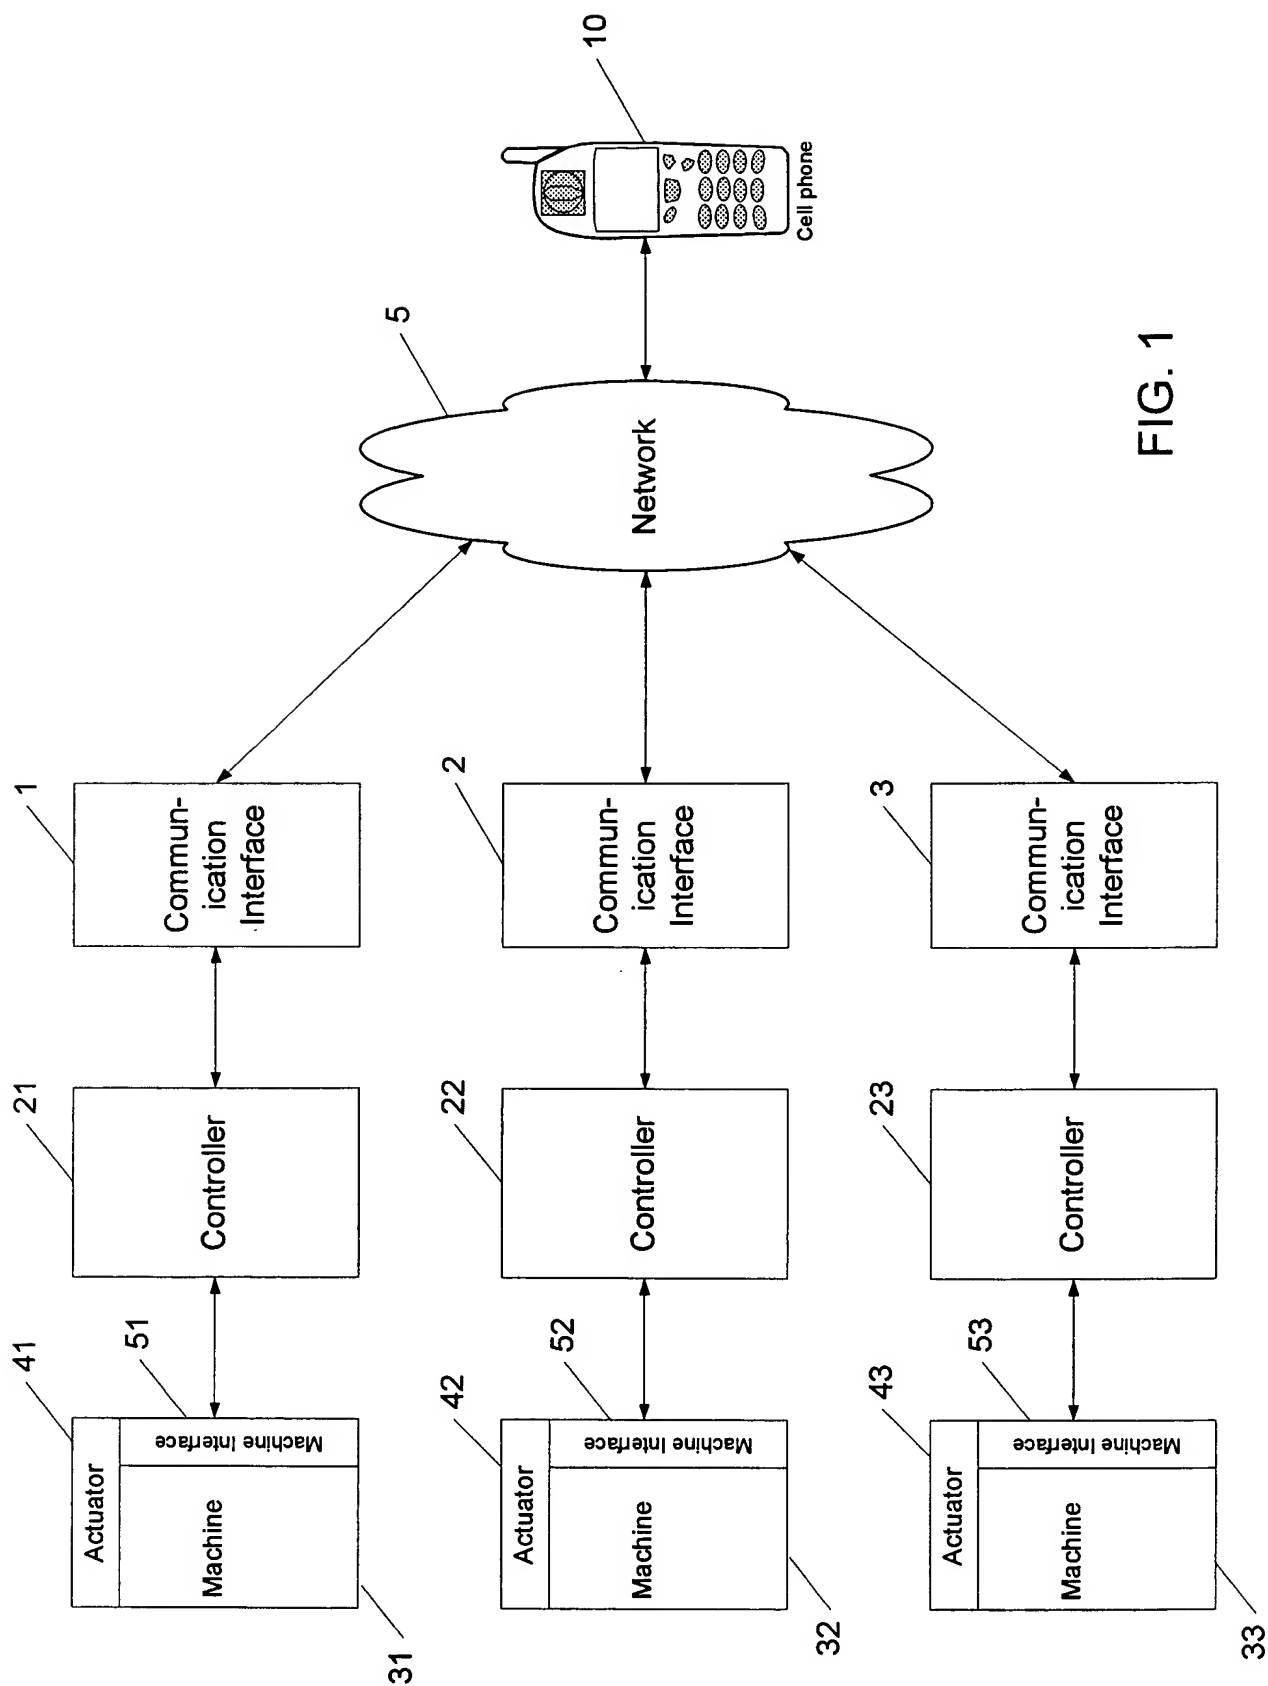 41
Actuator
Machine
Machine Interface
51
31
21
Controller
1
Commun-
ication
Interface
42
Actuator
Machine
Machine Interface
52
32
22
Controller
2
Commun-
ication
Interface
43
Actuator
Machine
Machine Interface
53
33
23
Controller
3
Commun-
ication
Interface
5
Network
10
Cell phone
FIG. 1